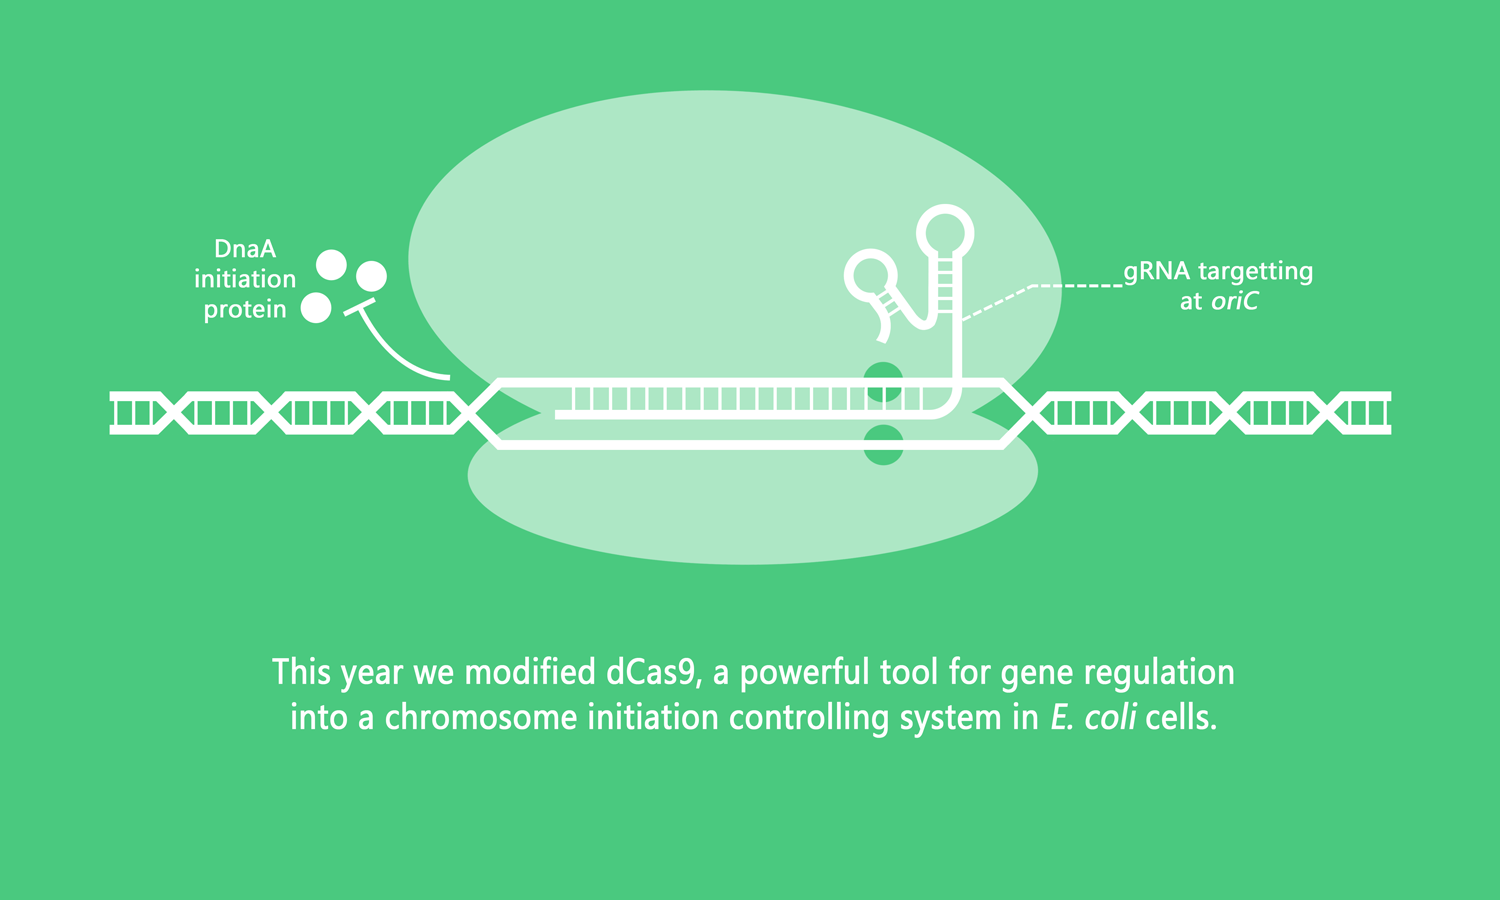 DnaA
initiation
protein
gRNA targetting
at oriC
This year we modified dCas9, a powerful tool for gene regulation
into a chromosome initiation controlling system in E. coli cells.